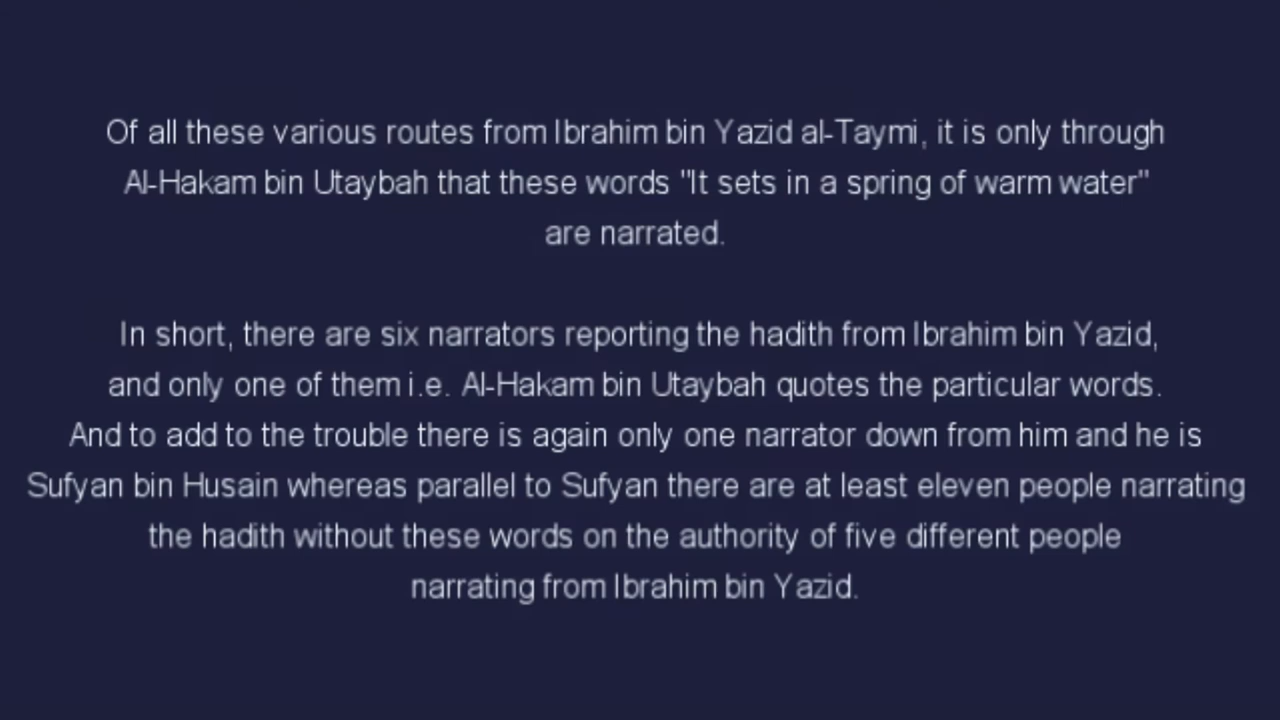 Of all these various routes from Ibrahim bin Yazid al-Taymi, it is only through
Al-Hakam bin Utaybah that these words "It sets in a spring of warm water"
are narrated.
In short, there are six narrators reporting the hadith from Ibrahim bin Yazid,
and only one of them i.e. Al-Hakam bin Utaybah quotes the particular words.
And to add to the trouble there is again only one narrator down from him and he is
Sufyan bin Husain whereas parallel to Sufyan there are at least eleven people narrating
the hadith without these words on the authority of five different people
narrating from Ibrahim bin Yazid.